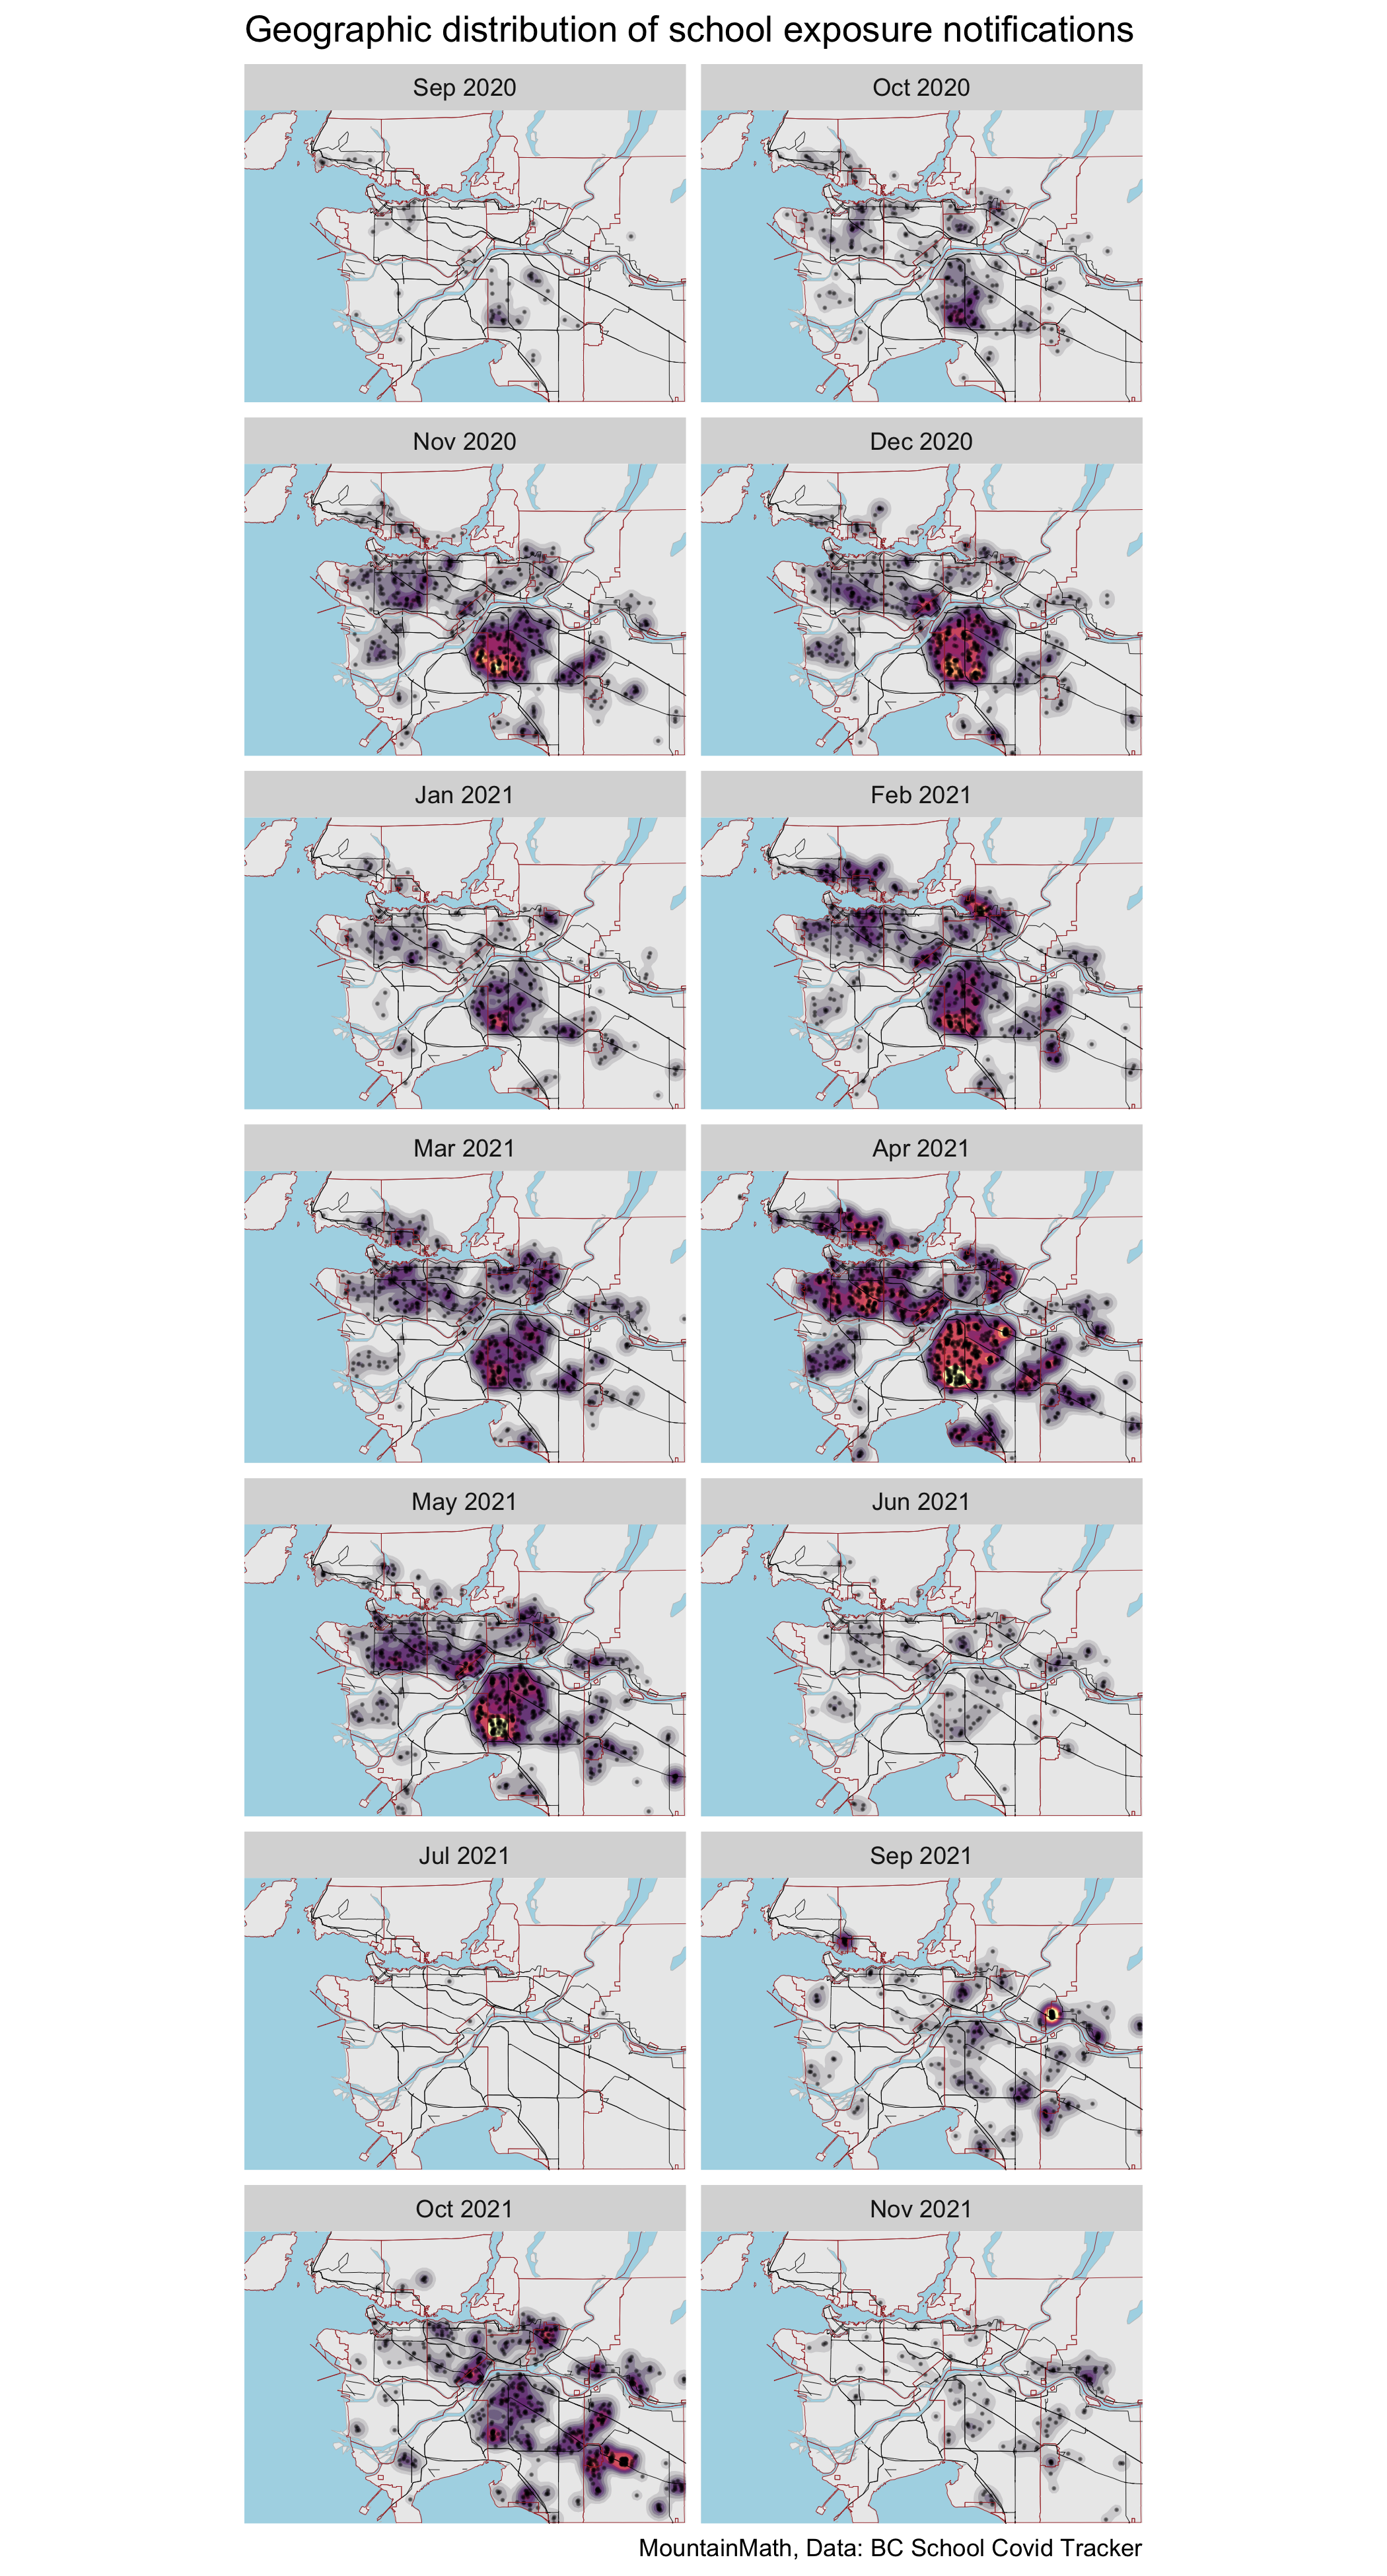 Geographic distribution of school exposure notifications
Sep 2020
Oct 2020
Nov 2020
Dec 2020
Jan 2021
Feb 2021
Mar 2021
Apr 2021
May 2021
Jun 2021
Jul 2021
Sep 2021
Oct 2021
Nov 2021
MountainMath, Data: BC School Covid Tracker